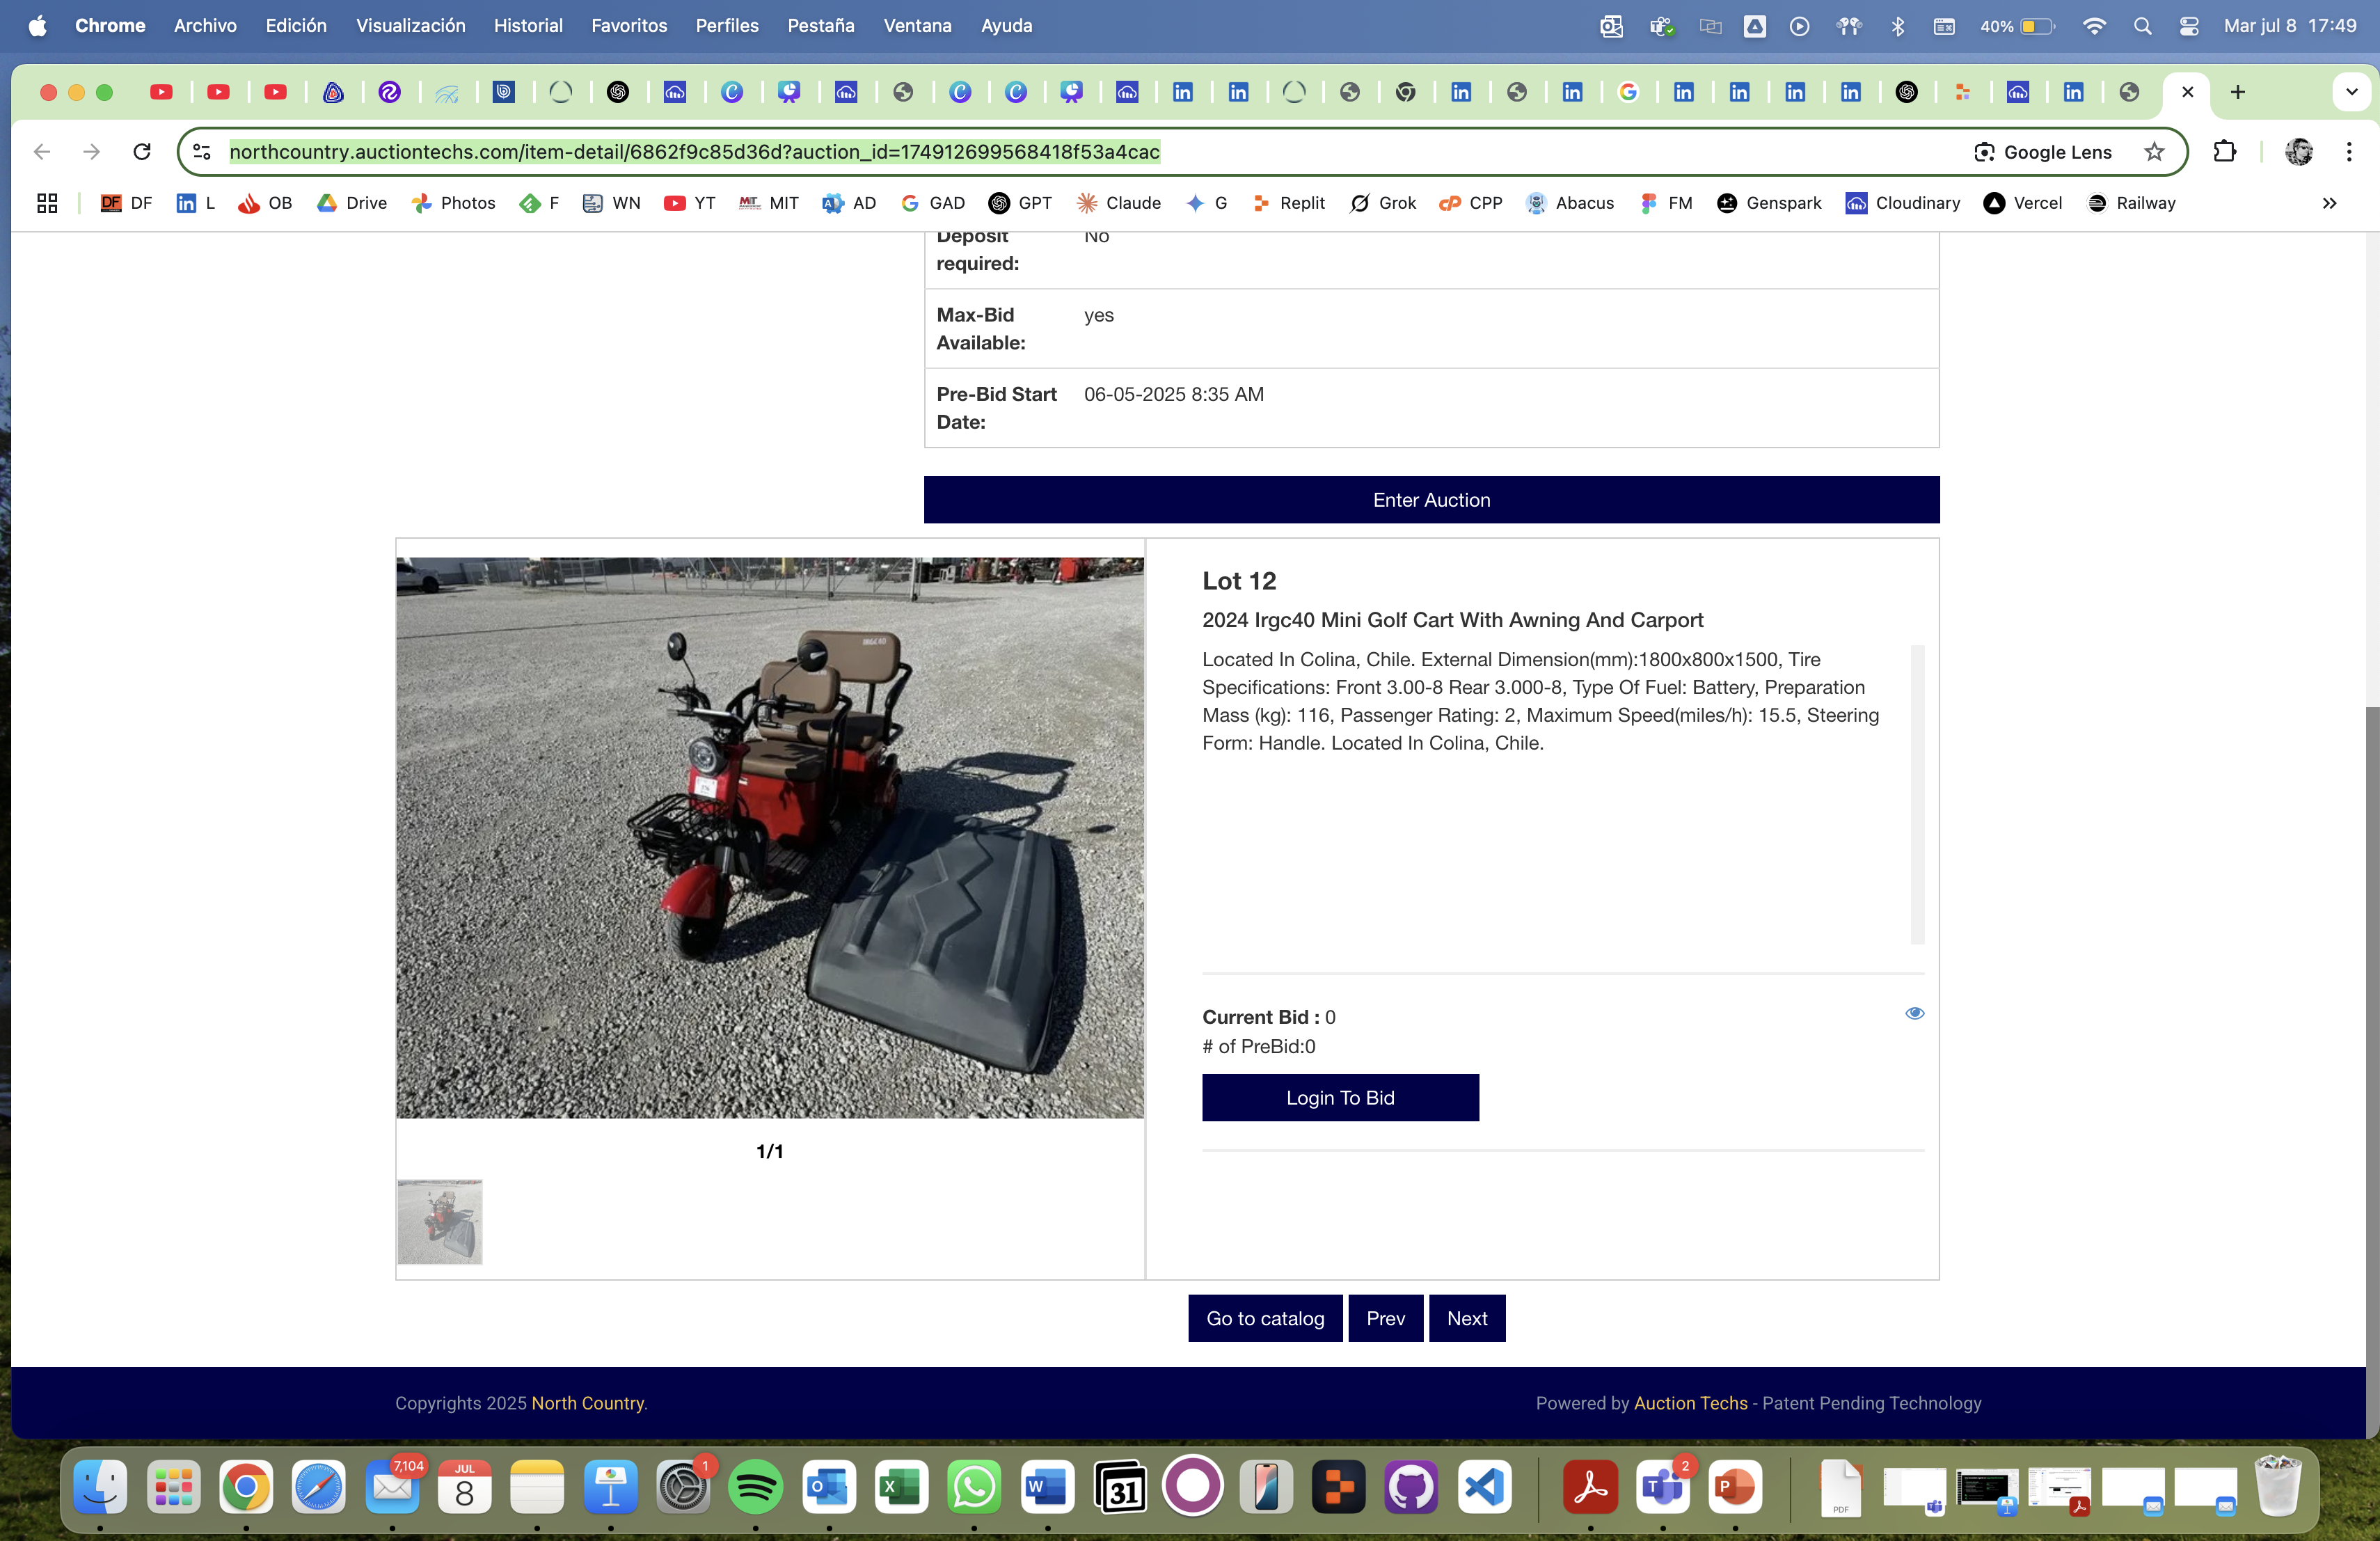 Chrome Archivo Edición Visualización Historial Favoritos Perfiles Pestaña Ventana Ayuda 40% Mar jul 8 17:49
northcountry.auctiontechs.com/item-detail/6862f9c85d36d?auction_id=174912699568418f53a4cac Google Lens
DF L OB Drive Photos F WN YT MIT AD GAD GPT Claude G Replit Grok CPP Abacus FM Genspark Cloudinary Vercel Railway
Deposit No
required:
Max-Bid yes
Available:
Pre-Bid Start 06-05-2025 8:35 AM
Date:
Enter Auction
Lot 12
2024 Irgc40 Mini Golf Cart With Awning And Carport
Located In Colina, Chile. External Dimension(mm):1800x800x1500, Tire
Specifications: Front 3.00-8 Rear 3.000-8, Type Of Fuel: Battery, Preparation
Mass (kg): 116, Passenger Rating: 2, Maximum Speed(miles/h): 15.5, Steering
Form: Handle. Located In Colina, Chile.
IRGC40
Current Bid : 0
# of PreBid:0
Login To Bid
1/1
Go to catalog Prev Next
Copyrights 2025 North Country.
Powered by Auction Techs - Patent Pending Technology
7,104
JUL
8
1
31
2
PDF